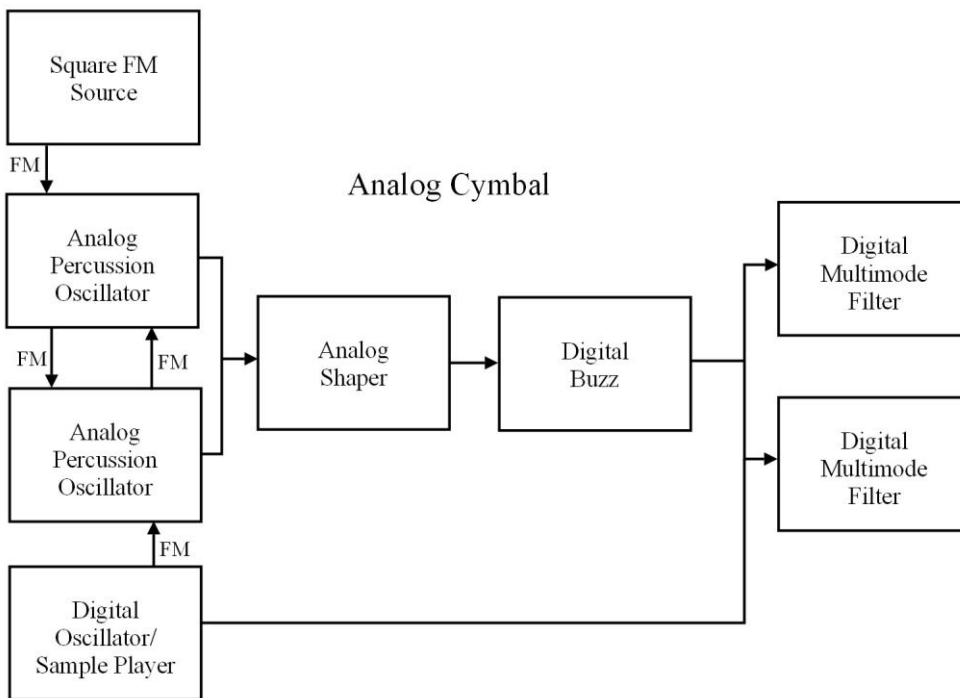 Square FM
Source
FM
Analog Cymbal
Analog
Percussion
Oscillator
FM
FM
Analog
Percussion
Oscillator
FM
Digital
Oscillator/
Sample Player
Analog
Shaper
Digital
Buzz
Digital
Multimode
Filter
Digital
Multimode
Filter